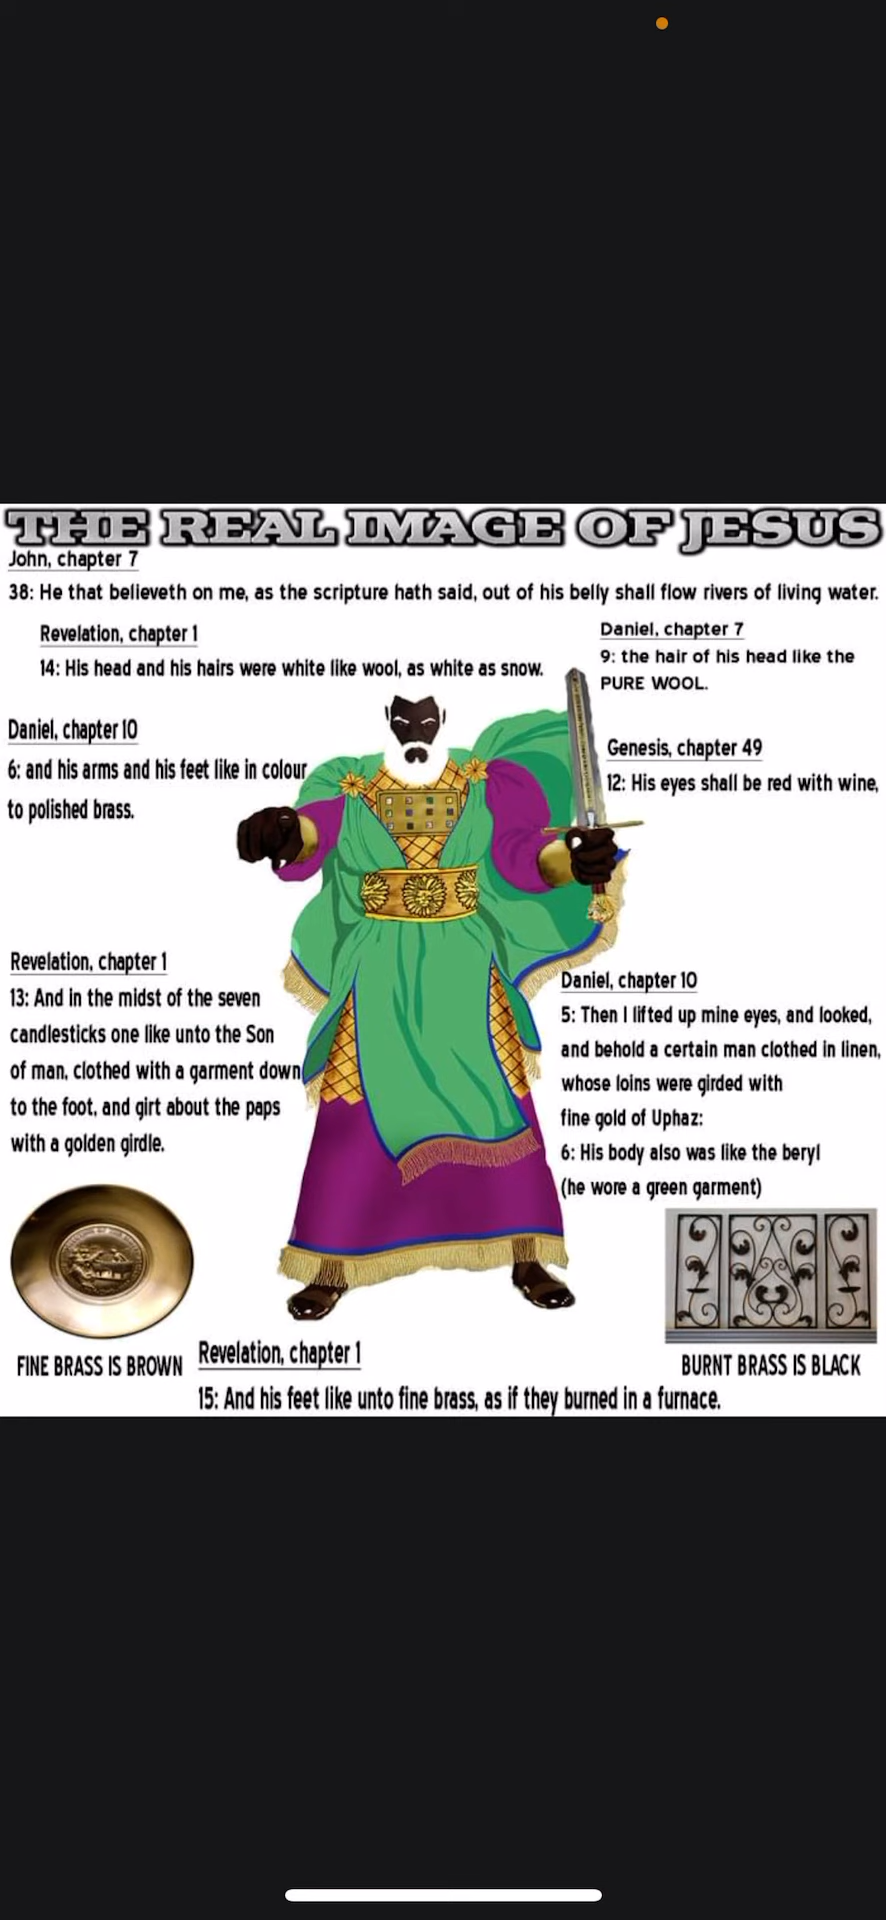 THE REAL IMAGE OF JESUS
John, chapter 7
38: He that believeth on me, as the scripture hath said, out of his belly shall flow rivers of living water.
Revelation, chapter 1
14: His head and his hairs were white like wool, as white as snow.
Daniel, chapter 7
9: the hair of his head like the
PURE WOOL.
Daniel, chapter 10
6: and his arms and his feet like in colour
to polished brass.
Genesis, chapter 49
12: His eyes shall be red with wine,
Revelation, chapter 1
13: And in the midst of the seven
candlesticks one like unto the Son
of man, clothed with a garment down
to the foot, and girt about the paps
with a golden girdle.
Daniel, chapter 10
5: Then I lifted up mine eyes, and looked,
and behold a certain man clothed in linen,
whose loins were girded with
fine gold of Uphaz:
6: His body also was like the beryl
(he wore a green garment)
FINE BRASS IS BROWN
BURNT BRASS IS BLACK
Revelation, chapter 1
15: And his feet like unto fine brass, as if they burned in a furnace.